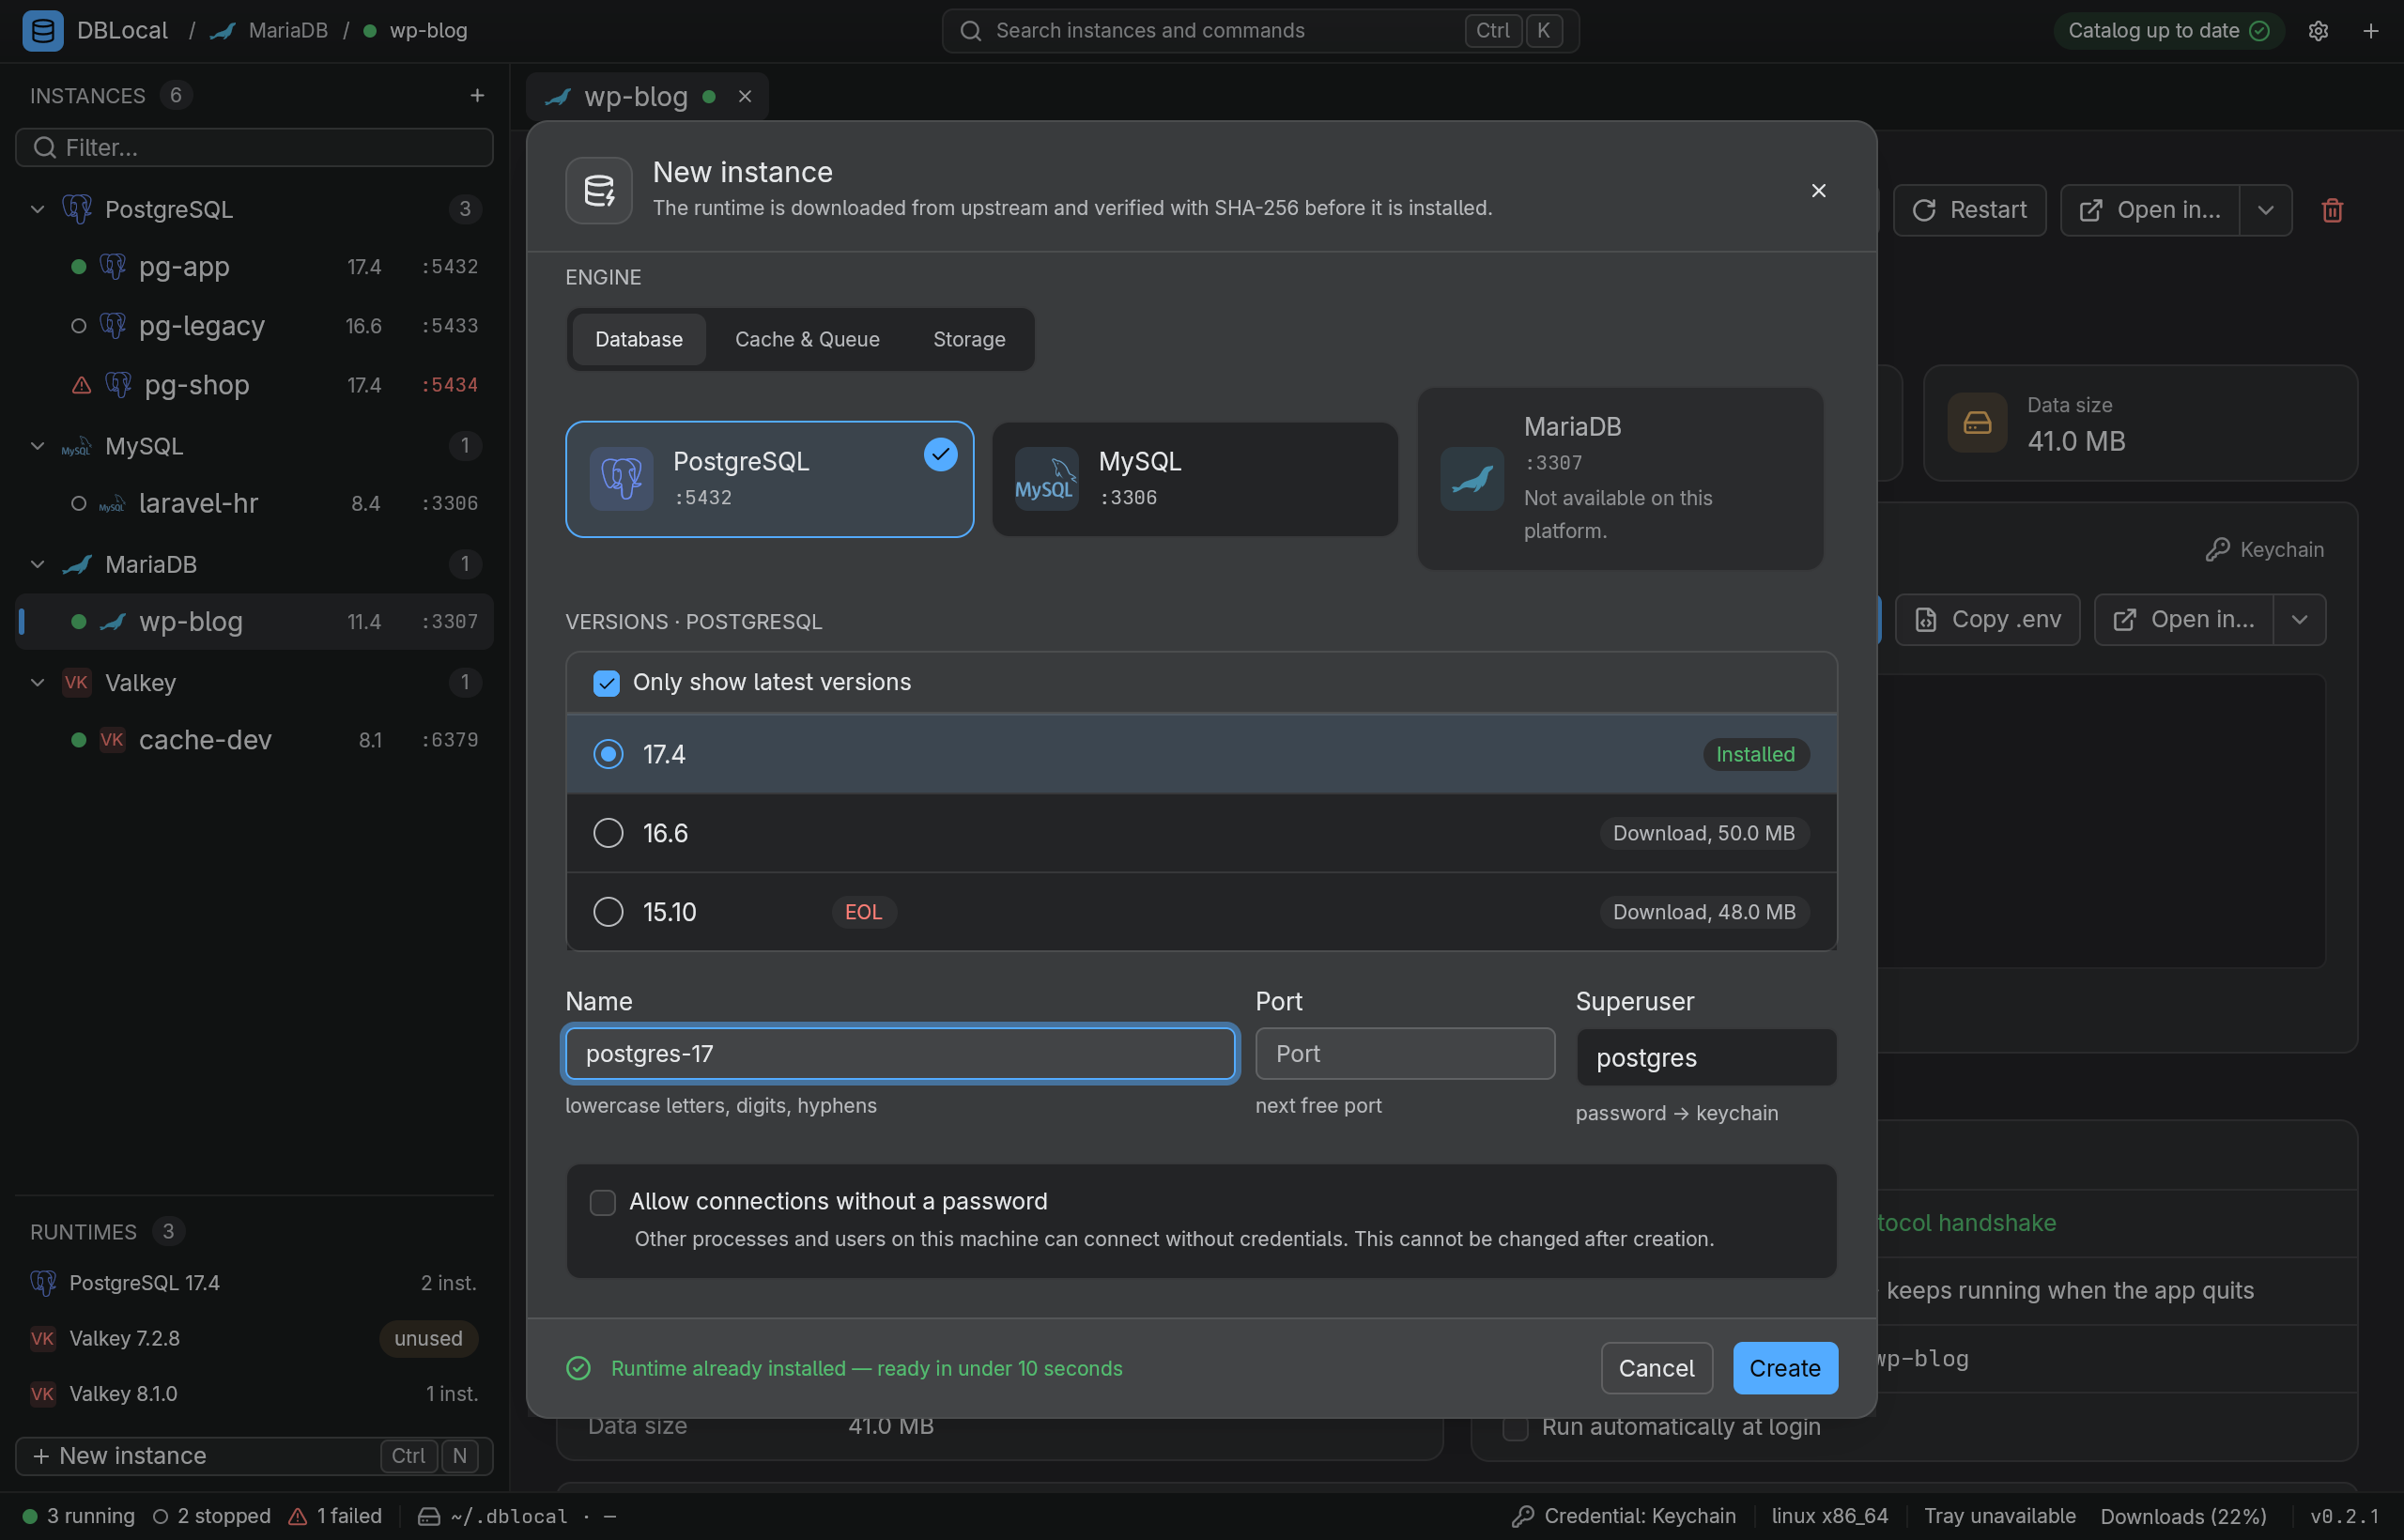 DBLocal / MariaDB / wp-blog
Search instances and commands Ctrl K
Catalog up to date
INSTANCES 6
Filter...
PostgreSQL 3
pg-app 17.4 :5432
pg-legacy 16.6 :5433
pg-shop 17.4 :5434
MySQL 1
laravel-hr 8.4 :3306
MariaDB 1
wp-blog 11.4 :3307
VK Valkey 1
VK cache-dev 8.1 :6379
RUNTIMES 3
PostgreSQL 17.4 2 inst.
VK Valkey 7.2.8 unused
VK Valkey 8.1.0 1 inst.
+ New instance Ctrl N
wp-blog
Restart
Open in...
Data size
41.0 MB
Keychain
Copy .env
Open in...
tocol handshake
keeps running when the app quits
wp-blog
Data size 41.0 MB
Run automatically at login
New instance
The runtime is downloaded from upstream and verified with SHA-256 before it is installed.
ENGINE
Database Cache & Queue Storage
PostgreSQL
:5432
MySQL
MySQL
:3306
MariaDB
:3307
Not available on this
platform.
VERSIONS · POSTGRESQL
Only show latest versions
17.4 Installed
16.6 Download, 50.0 MB
15.10 EOL Download, 48.0 MB
Name Port Superuser
postgres-17 Port postgres
lowercase letters, digits, hyphens next free port password → keychain
Allow connections without a password
Other processes and users on this machine can connect without credentials. This cannot be changed after creation.
Runtime already installed — ready in under 10 seconds
Cancel Create
3 running 2 stopped 1 failed ~/.dblocal · —
Credential: Keychain linux x86_64 Tray unavailable Downloads (22%) v0.2.1